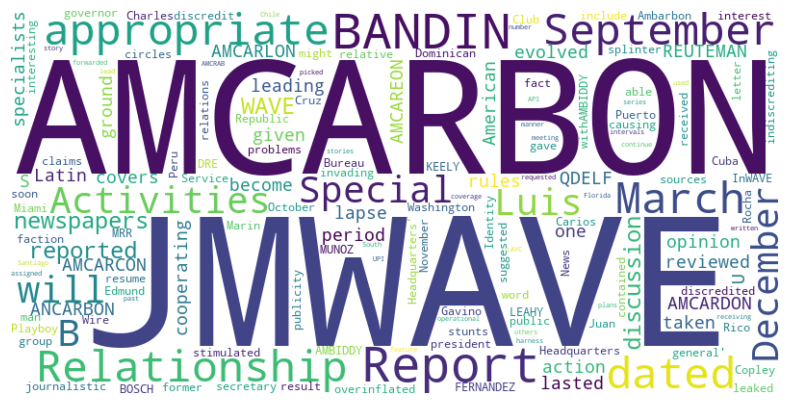 governor
Charles
discredit
Club
include
interest
Chile
appropriate
BANDIN
September
specialists
interesting
circles
AMCARLON
might
relative
Ambarbon
Dominican
evolved
splinter
REUTEMAN
number
story
forwarded
lead
AMCRAB
picked
used
AMCARBON
ground
relations
leading
WAVE
Cruz
Republic
given
AMCAREON
American
fact
able
API
series
letter
withAMBIDDY
Puerto
causing
received
indiscrediting
manner
meeting
intervals
continue
gave
problems
DRE
Peru
Bureau
invading
stories
requested
Cuba
claims
Latin
covers
Service
become
KEELY
rules
QDELF
sources
InWAVE
s
soon
Activities
Special
Luis
March
Miami
October
Washington
coverage
Florida
Rocha
newspapers
MRR
Marin
lapse
Identity
suggested
Carios
written
faction
reported
cooperating
period
MUNOZ
South
UPI
Headquarters
November
one
News
discussion
contained
opinion
reviewed
U
December
Santiago
assigned
AMCARCON
will
resume
past
JMWAVE
discredited
AMCARDON
ANCARBON
man
Edmund
publicity
word
Gavino
taken
Rico
Playboy
B
Wire
group
LEAHY
public
Juan
operational
plans
receiving
stunts
president
others
harness
stimulated
AMBIDDY
feature
Headquarters
general'
Relationship
Report
action
dated
Copley
journalistic
BOSCH
former
secretary
result
overinflated
FERNANDEZ
lasted
leaked